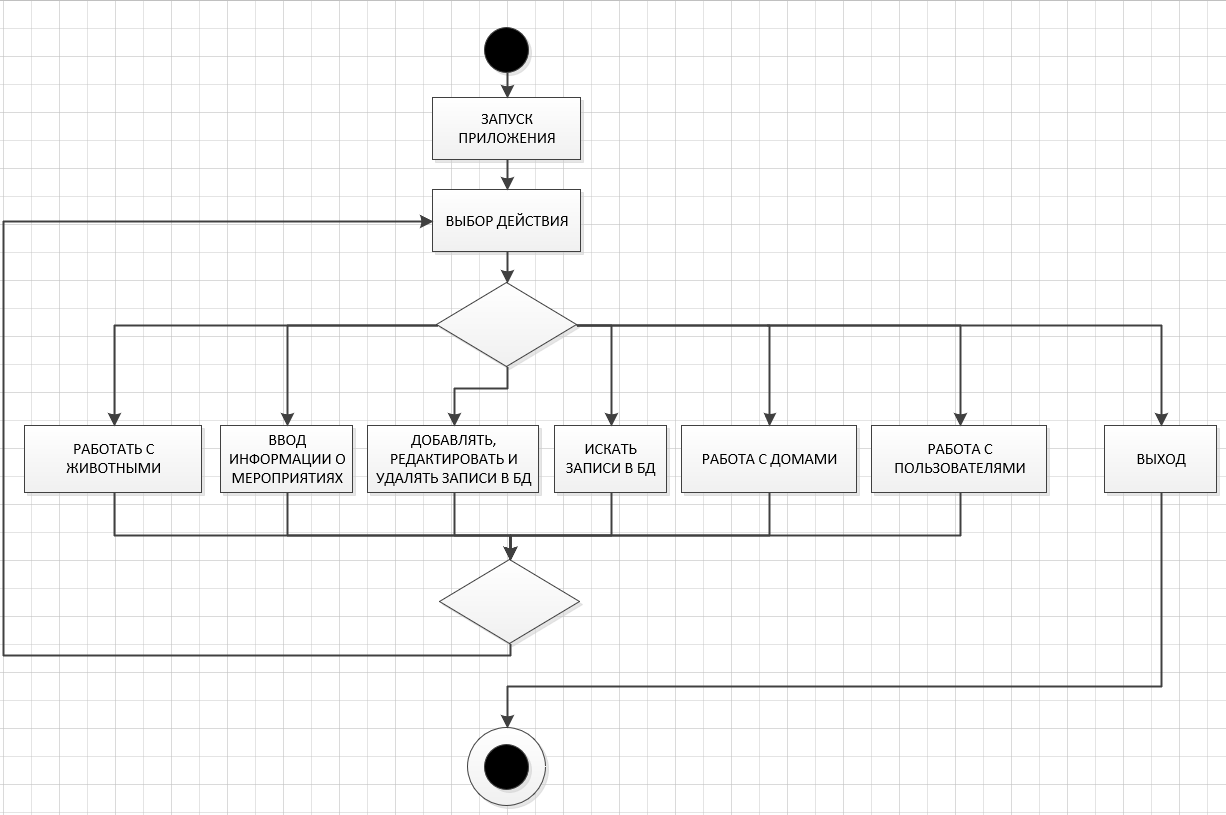 ЗАПУСК
ПРИЛОЖЕНИЯ
ВЫБОР ДЕЙСТВИЯ
РАБОТАТЬ С
ЖИВОТНЫМИ
ВВОД
ИНФОРМАЦИИ О
МЕРОПРИЯТИЯХ
ДОБАВЛЯТЬ,
РЕДАКТИРОВАТЬ И
УДАЛЯТЬ ЗАПИСИ В БД
ИСКАТЬ
ЗАПИСИ В БД
РАБОТА С ДОМАМИ
РАБОТА С
ПОЛЬЗОВАТЕЛЯМИ
ВЫХОД